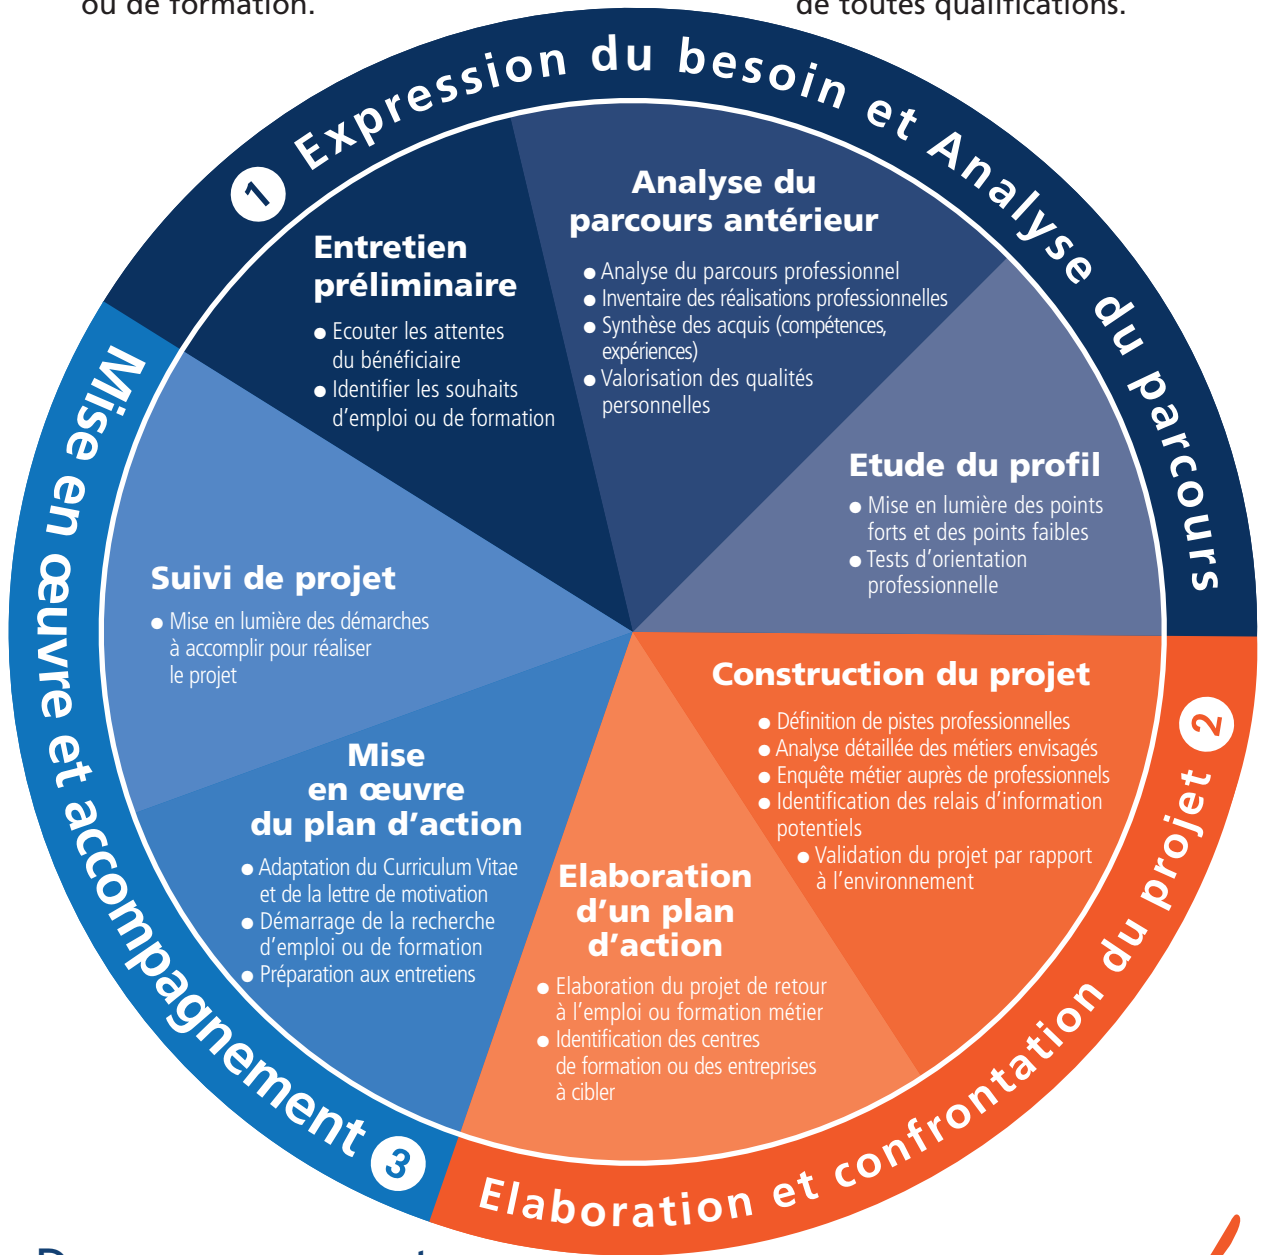 ou de formation.
de toutes qualifications.
1 Expression du besoin et Analyse du parcours
Entretien
préliminaire
● Ecouter les attentes
du bénéficiaire
● Identifier les souhaits
d’emploi ou de formation
Analyse du
parcours antérieur
● Analyse du parcours professionnel
● Inventaire des réalisations professionnelles
● Synthèse des acquis (compétences,
expériences)
● Valorisation des qualités
personnelles
Etude du profil
● Mise en lumière des points
forts et des points faibles
● Tests d’orientation
professionnelle
Elaboration et confrontation du projet 2
Construction du projet
● Définition de pistes professionnelles
● Analyse détaillée des métiers envisagés
● Enquête métier auprès de professionnels
● Identification des relais d’information
potentiels
● Validation du projet par rapport
à l’environnement
Elaboration
d’un plan
d’action
● Elaboration du projet de retour
à l’emploi ou formation métier
● Identification des centres
de formation ou des entreprises
à cibler
Mise en œuvre et accompagnement 3
Mise
en œuvre
du plan d’action
● Adaptation du Curriculum Vitae
et de la lettre de motivation
● Démarrage de la recherche
d’emploi ou de formation
● Préparation aux entretiens
Suivi de projet
● Mise en lumière des démarches
à accomplir pour réaliser
le projet